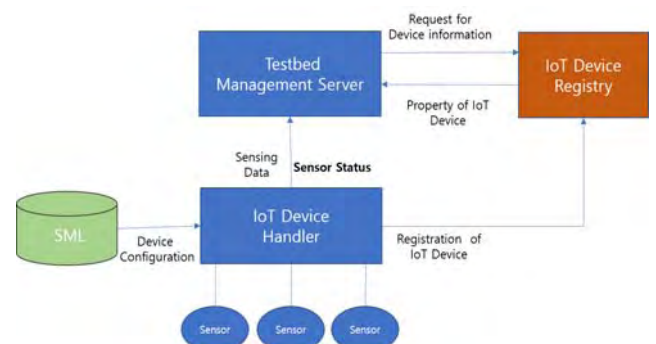 Request for
Device information
Testbed
Management Server
IoT Device
Registry
Property of IoT
Device
Sensing
Data
Sensor Status
SML
Device
Configuration
IoT Device
Handler
Registration of
IoT Device
Sensor
Sensor
Sensor